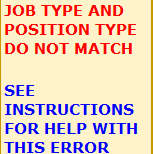 JOB TYPE AND
POSITION TYPE
DO NOT MATCH
SEE
INSTRUCTIONS
FOR HELP WITH
THIS ERROR